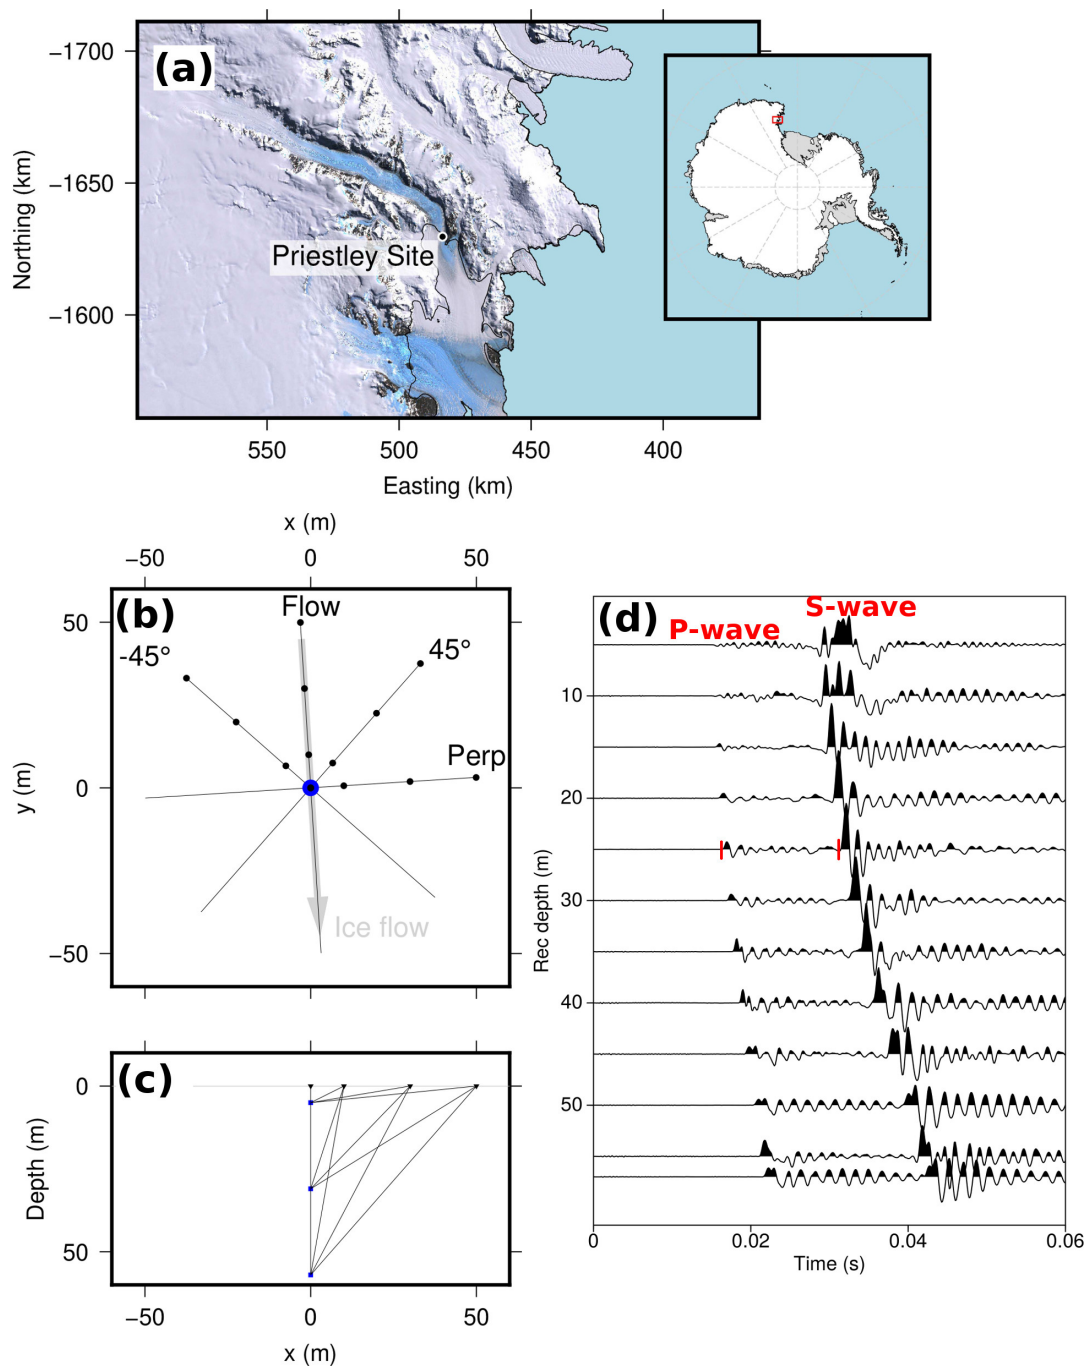 (a)
−1700
−1650
−1600
Northing (km)
Priestley Site
550
500
450
400
Easting (km)
x (m)
−50
0
50
(b)
Flow
-45°
45°
Perp
Ice flow
50
0
−50
y (m)
(c)
0
50
Depth (m)
−50
0
50
x (m)
(d)
S-wave
P-wave
10
20
30
40
50
Rec depth (m)
0
0.02
0.04
0.06
Time (s)